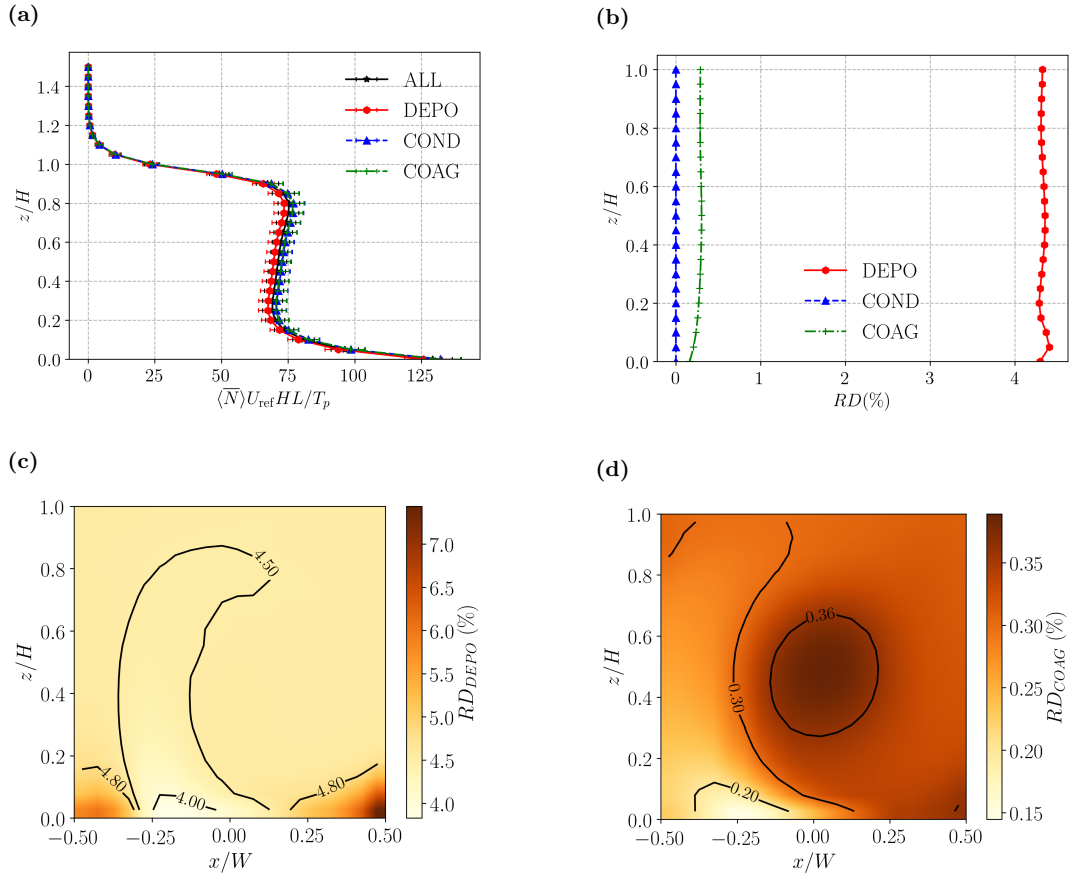 (a)
1.4
1.2
1.0
0.8
0.6
0.4
0.2
0.0
z/H
ALL
DEPO
COND
COAG
0 25 50 75 100 125
⟨N̅⟩U_ref HL/T_p
(b)
1.0
0.8
0.6
0.4
0.2
0.0
z/H
DEPO
COND
COAG
0 1 2 3 4
RD(%)
(c)
1.0
0.8
0.6
0.4
0.2
0.0
z/H
4.50
4.80
4.00
4.80
−0.50 −0.25 0.00 0.25 0.50
x/W
7.0
6.5
6.0
5.5
5.0
4.5
4.0
RD_DEPO (%)
(d)
1.0
0.8
0.6
0.4
0.2
0.0
z/H
0.36
0.30
0.20
−0.50 −0.25 0.00 0.25 0.50
x/W
0.35
0.30
0.25
0.20
0.15
RD_COAG (%)